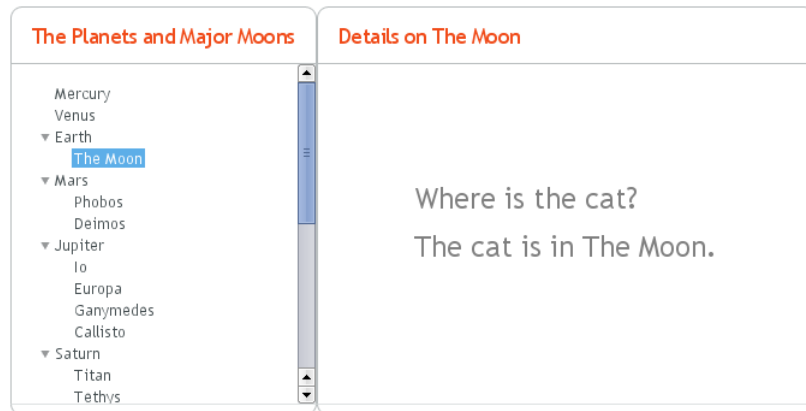 The Planets and Major Moons
Mercury
Venus
Earth
The Moon
Mars
Phobos
Deimos
Jupiter
Io
Europa
Ganymedes
Callisto
Saturn
Titan
Tethys
Details on The Moon
Where is the cat?
The cat is in The Moon.